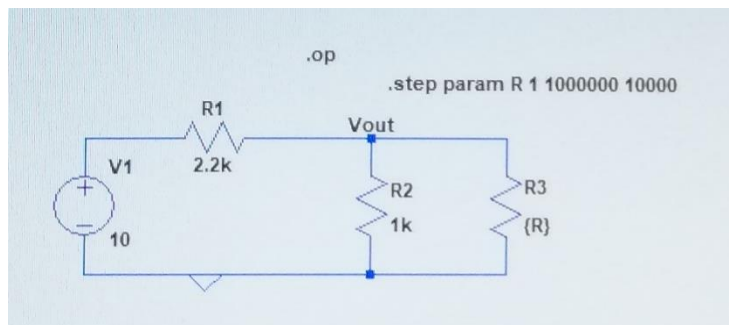 .op
.step param R 1 1000000 10000
R1
Vout
V1
2.2k
R2
R3
1k
{R}
10